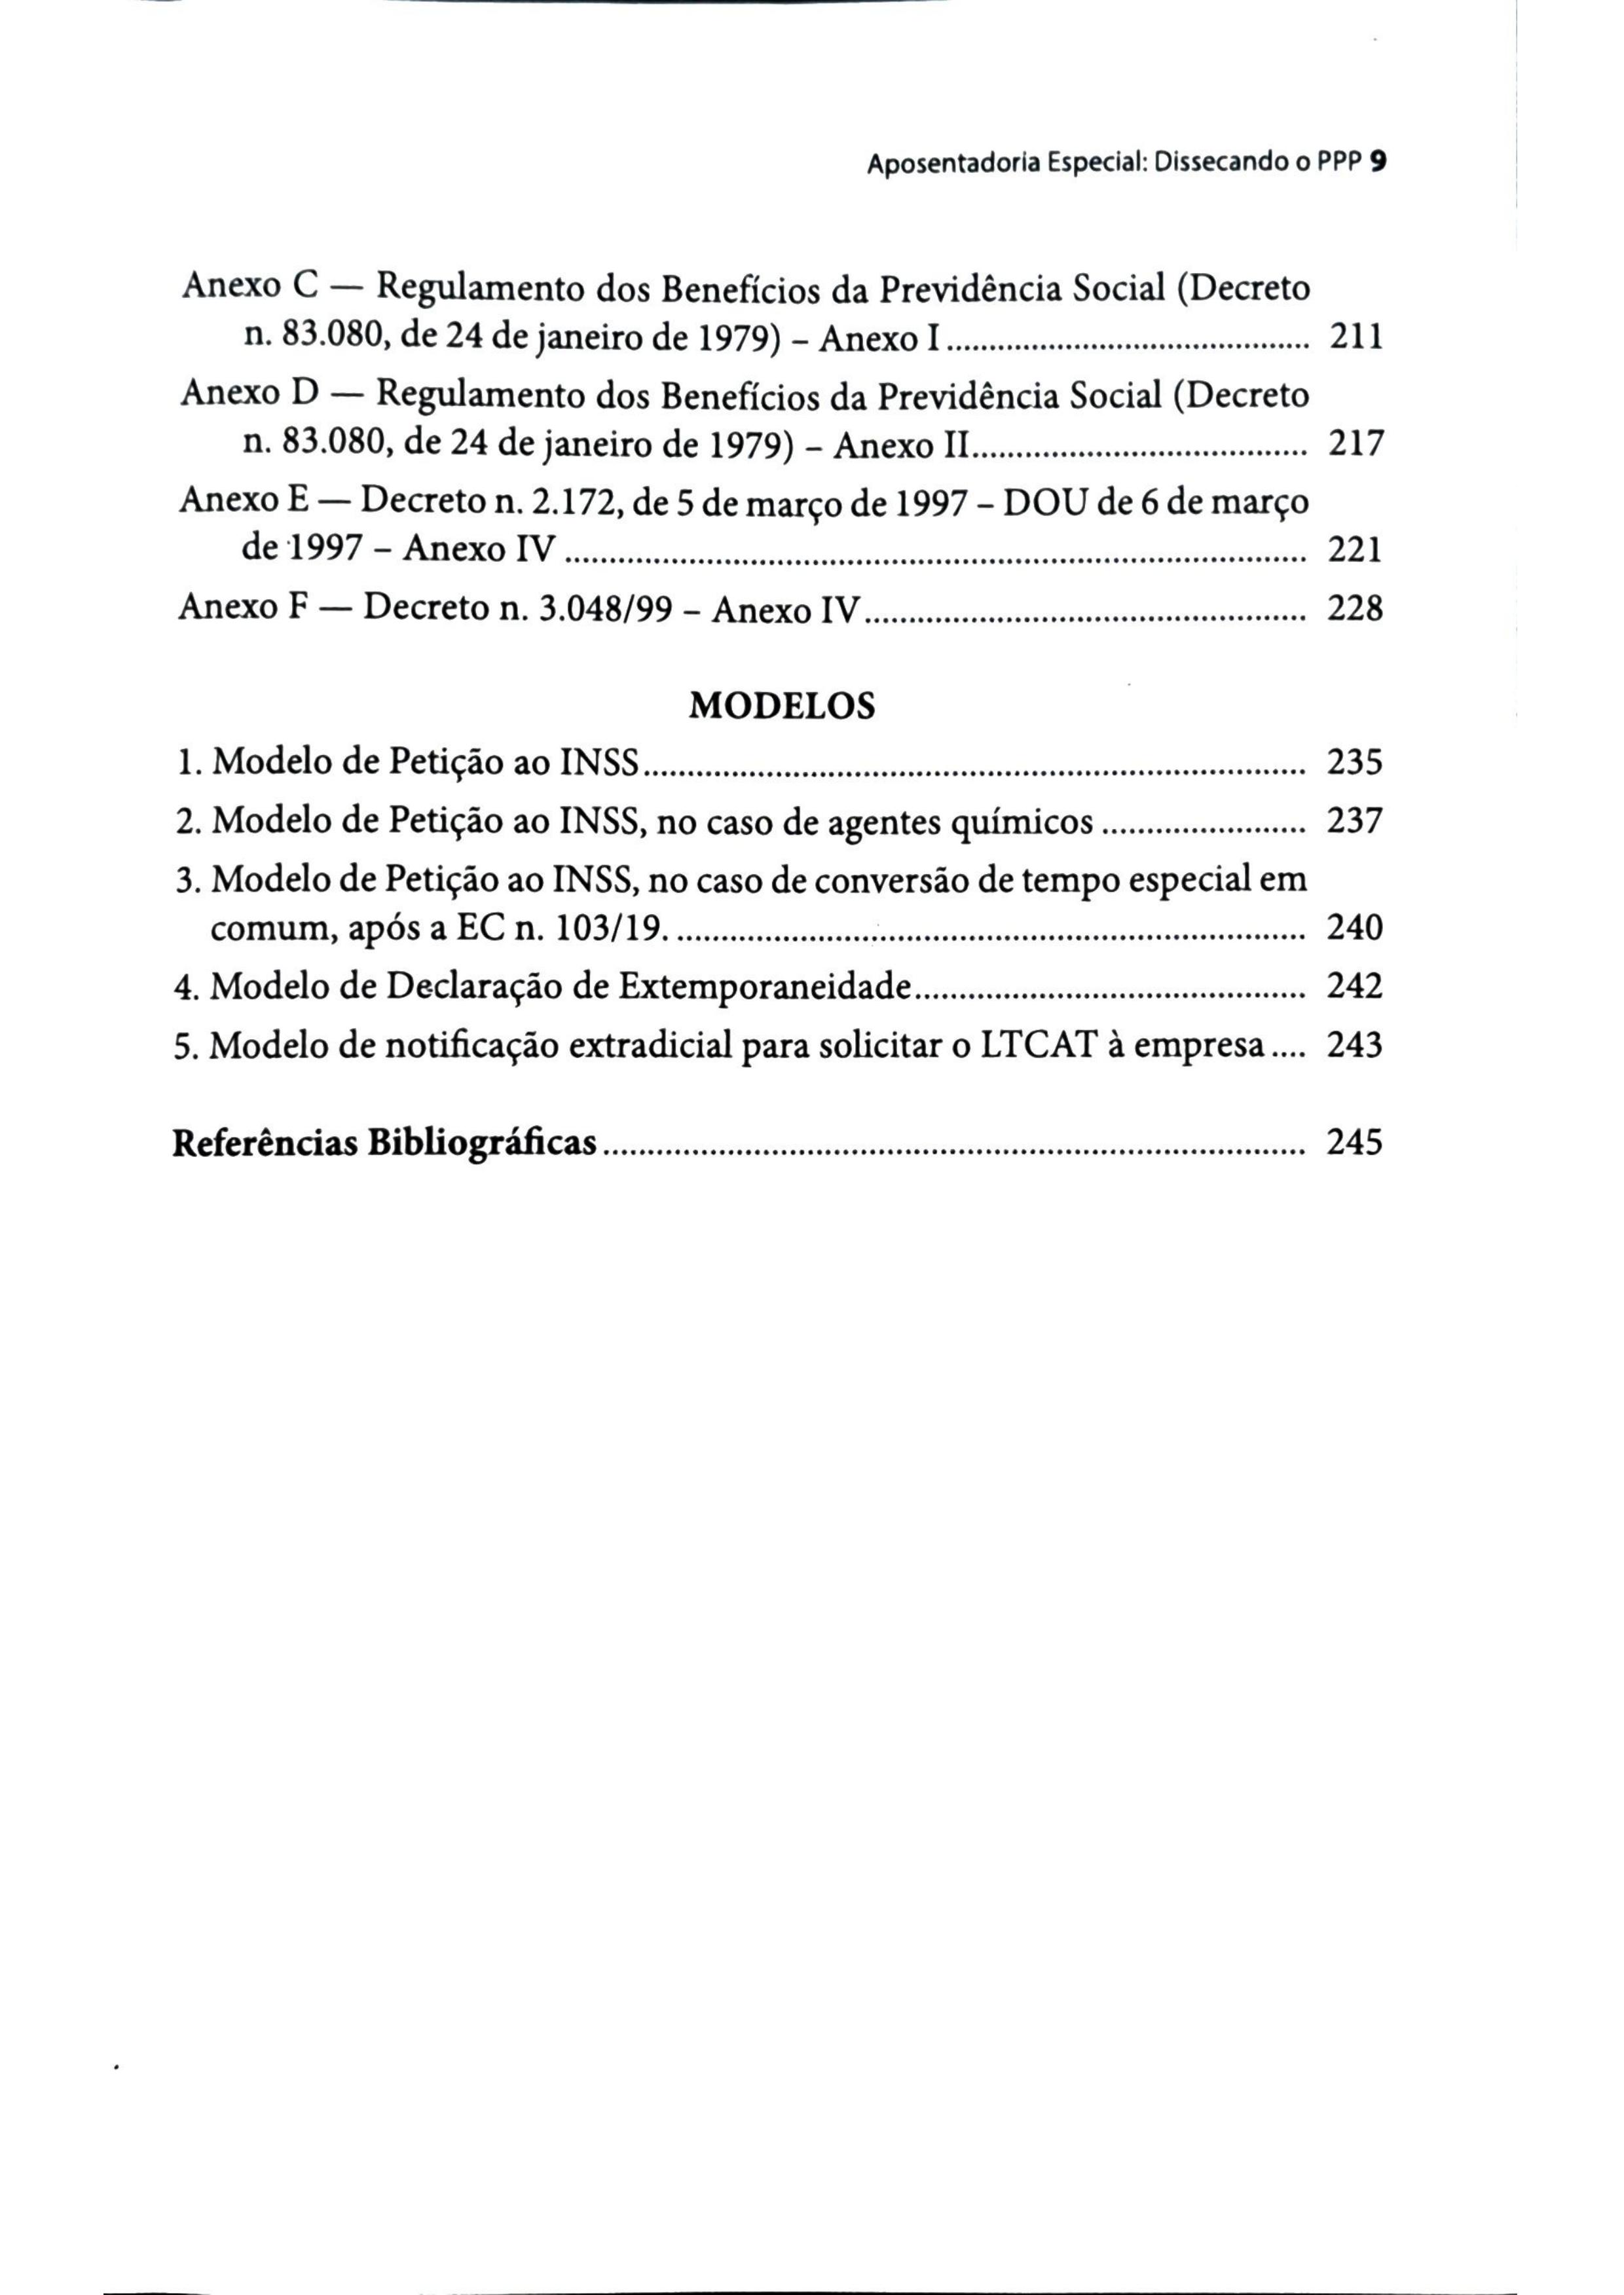 Aposentadoria Especial: Dissecando o PPP 9
Anexo C — Regulamento dos Benefícios da Previdência Social (Decreto
n. 83.080, de 24 de janeiro de 1979) – Anexo I ........................................ 211
Anexo D — Regulamento dos Benefícios da Previdência Social (Decreto
n. 83.080, de 24 de janeiro de 1979) – Anexo II..................................... 217
Anexo E — Decreto n. 2.172, de 5 de março de 1997 – DOU de 6 de março
de 1997 – Anexo IV .................................................................................. 221
Anexo F — Decreto n. 3.048/99 – Anexo IV................................................. 228
MODELOS
1. Modelo de Petição ao INSS.......................................................................... 235
2. Modelo de Petição ao INSS, no caso de agentes químicos ....................... 237
3. Modelo de Petição ao INSS, no caso de conversão de tempo especial em
comum, após a EC n. 103/19. ...................................................................... 240
4. Modelo de Declaração de Extemporaneidade............................................ 242
5. Modelo de notificação extradicial para solicitar o LTCAT à empresa .... 243
Referências Bibliográficas .............................................................................. 245